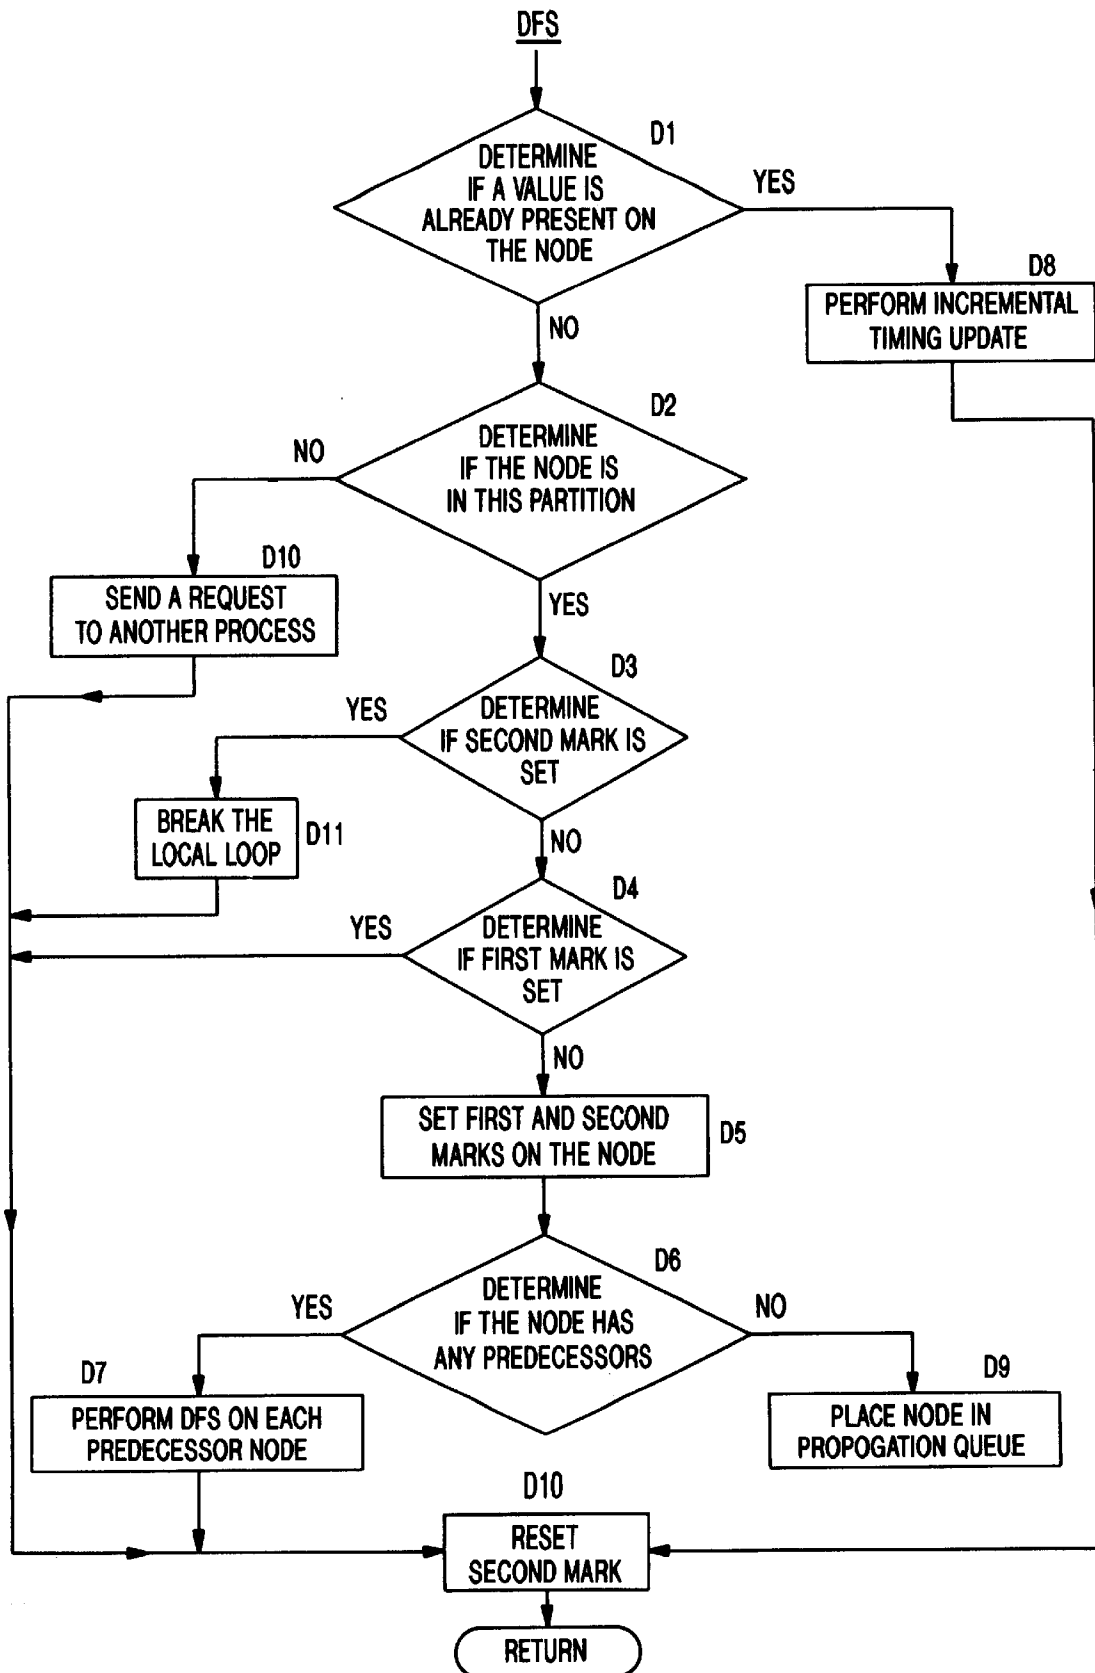 DFS
D1
DETERMINE
IF A VALUE IS
ALREADY PRESENT ON
THE NODE
YES
NO
D8
PERFORM INCREMENTAL
TIMING UPDATE
D2
DETERMINE
IF THE NODE IS
IN THIS PARTITION
NO
YES
D10
SEND A REQUEST
TO ANOTHER PROCESS
D3
DETERMINE
IF SECOND MARK IS
SET
YES
NO
BREAK THE
LOCAL LOOP
D11
D4
DETERMINE
IF FIRST MARK IS
SET
YES
NO
SET FIRST AND SECOND
MARKS ON THE NODE
D5
D6
DETERMINE
IF THE NODE HAS
ANY PREDECESSORS
YES
NO
D7
PERFORM DFS ON EACH
PREDECESSOR NODE
D9
PLACE NODE IN
PROPOGATION QUEUE
D10
RESET
SECOND MARK
RETURN